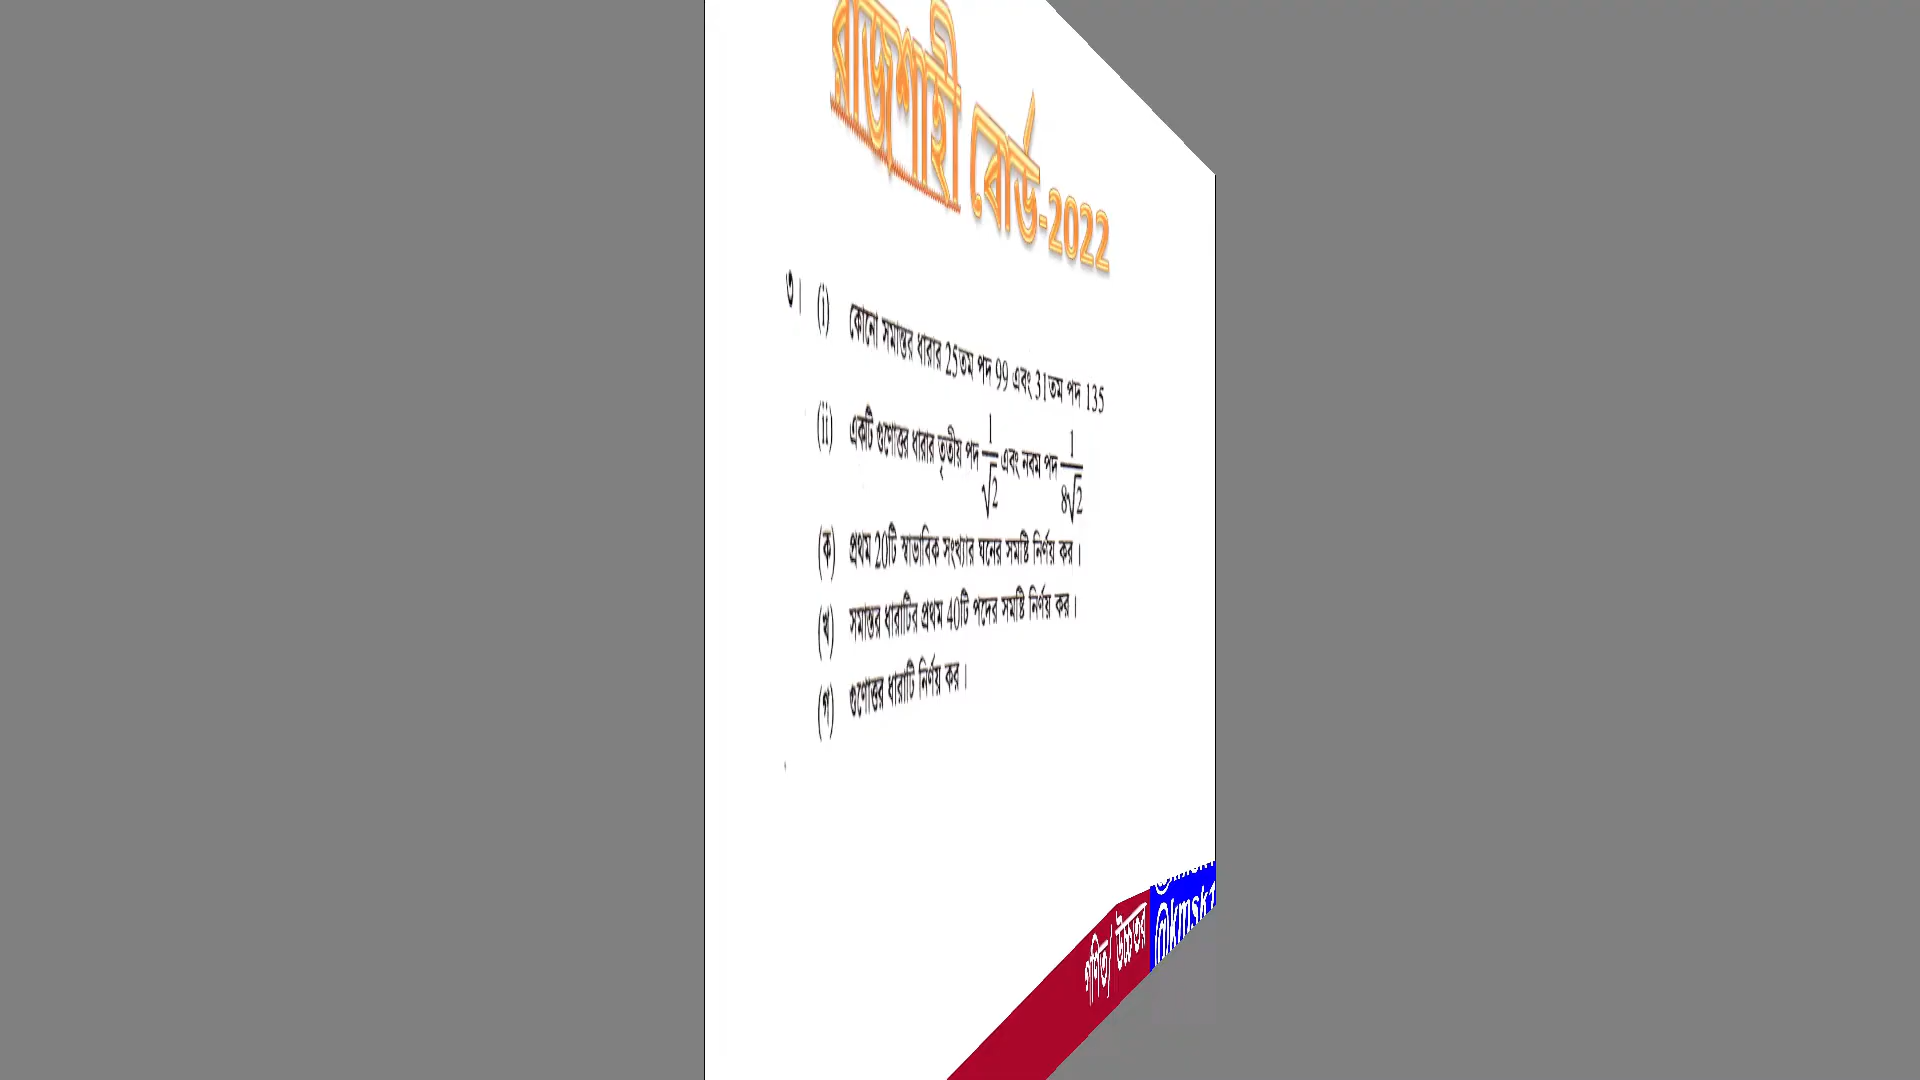 রাজশাহী বোর্ড-2022
৩। (i) কোনো সমান্তর ধারার 25তম পদ 99 এবং 31তম পদ 135
(ii) একটি গুণোত্তর ধারার তৃতীয় পদ 1/√2 এবং নবম পদ 1/8√2
(ক) প্রথম 20টি স্বাভাবিক সংখ্যার ঘনের সমষ্টি নির্ণয় কর।
(খ) সমান্তর ধারাটির প্রথম 40টি পদের সমষ্টি নির্ণয় কর।
(গ) গুণোত্তর ধারাটি নির্ণয় কর।
গণিত/ উচ্চতর